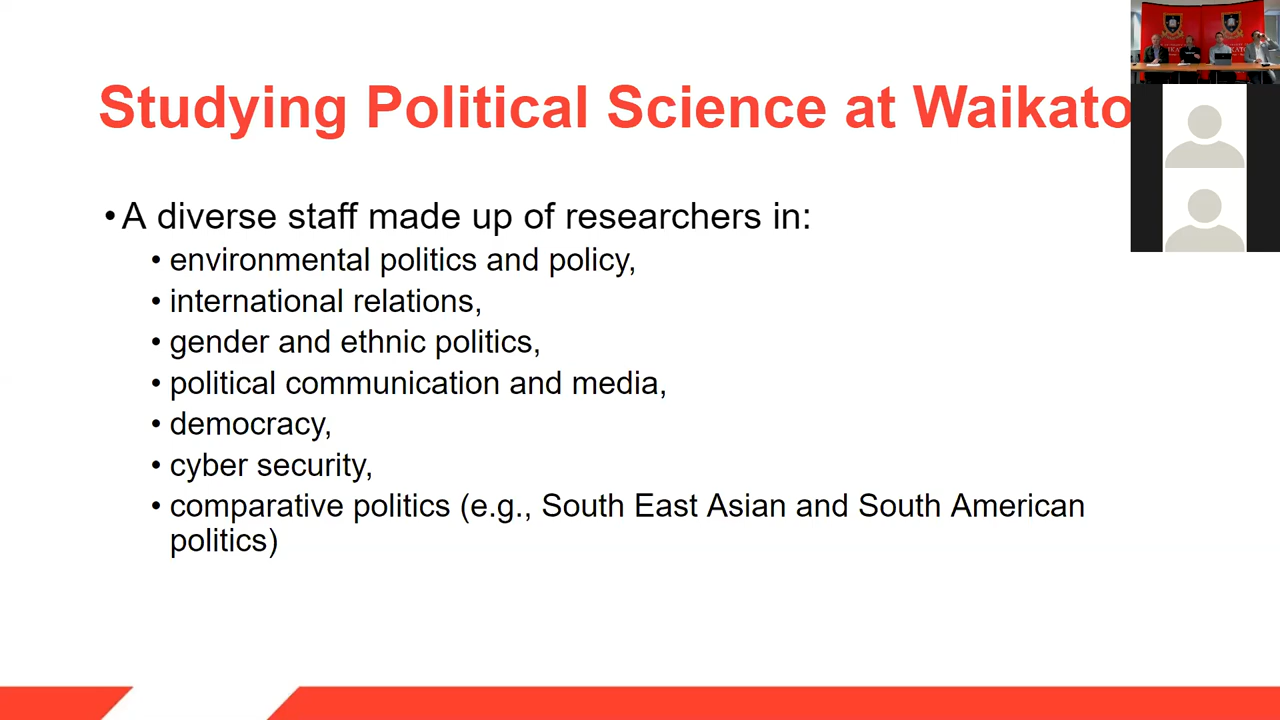 Studying Political Science at Waikato
• A diverse staff made up of researchers in:
• environmental politics and policy,
• international relations,
• gender and ethnic politics,
• political communication and media,
• democracy,
• cyber security,
• comparative politics (e.g., South East Asian and South American
politics)